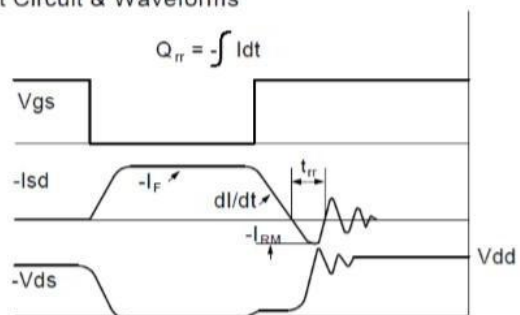 t Circuit & Waveforms
Qrr = -∫ Idt
Vgs
-Isd
-IF
dI/dt
trr
-IRM
Vdd
-Vds